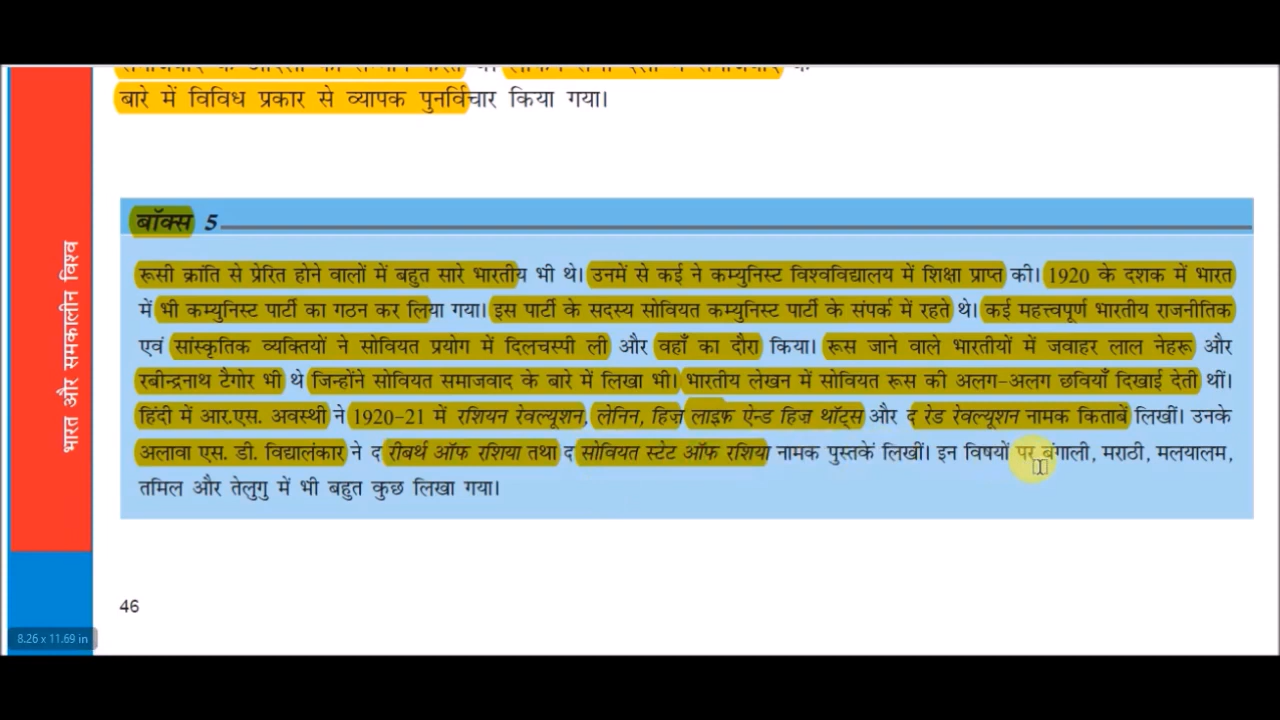 बारे में विविध प्रकार से व्यापक पुनर्विचार किया गया।
बॉक्स 5
रूसी क्रांति से प्रेरित होने वालों में बहुत सारे भारतीय भी थे। उनमें से कई ने कम्युनिस्ट विश्वविद्यालय में शिक्षा प्राप्त की। 1920 के दशक में भारत
में भी कम्युनिस्ट पार्टी का गठन कर लिया गया। इस पार्टी के सदस्य सोवियत कम्युनिस्ट पार्टी के संपर्क में रहते थे। कई महत्त्वपूर्ण भारतीय राजनीतिक
एवं सांस्कृतिक व्यक्तियों ने सोवियत प्रयोग में दिलचस्पी ली और वहाँ का दौरा किया। रूस जाने वाले भारतीयों में जवाहर लाल नेहरू और
रबीन्द्रनाथ टैगोर भी थे जिन्होंने सोवियत समाजवाद के बारे में लिखा भी। भारतीय लेखन में सोवियत रूस की अलग-अलग छवियाँ दिखाई देती थीं।
हिंदी में आर.एस. अवस्थी ने 1920-21 में रशियन रेवल्यूशन, लेनिन, हिज़ लाइफ़ ऐन्ड हिज़ थॉट्स और द रेड रेवल्यूशन नामक किताबें लिखीं। उनके
अलावा एस. डी. विद्यालंकार ने द रीबर्थ ऑफ रशिया तथा द सोवियत स्टेट ऑफ रशिया नामक पुस्तकें लिखीं। इन विषयों पर बंगाली, मराठी, मलयालम,
तमिल और तेलुगु में भी बहुत कुछ लिखा गया।
भारत और समकालीन विश्व
46
8.26 x 11.69 in